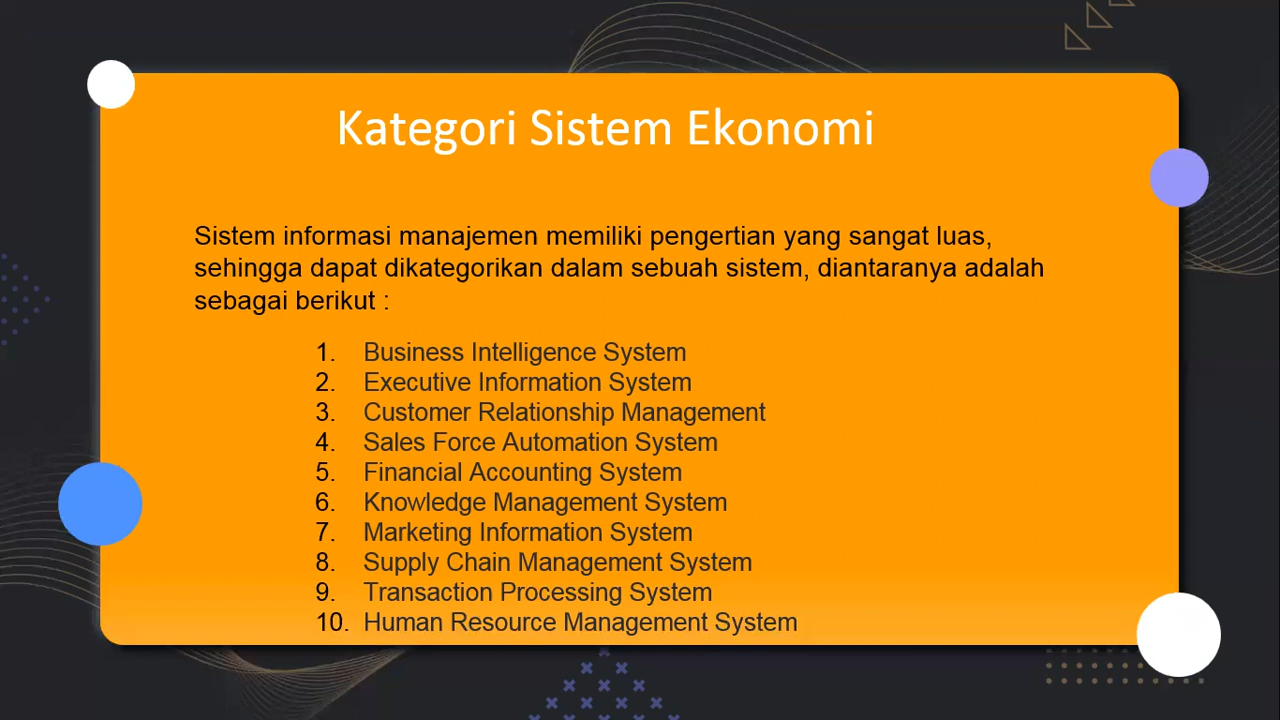 Kategori Sistem Ekonomi
Sistem informasi manajemen memiliki pengertian yang sangat luas,
sehingga dapat dikategorikan dalam sebuah sistem, diantaranya adalah
sebagai berikut :
1. Business Intelligence System
2. Executive Information System
3. Customer Relationship Management
4. Sales Force Automation System
5. Financial Accounting System
6. Knowledge Management System
7. Marketing Information System
8. Supply Chain Management System
9. Transaction Processing System
10. Human Resource Management System